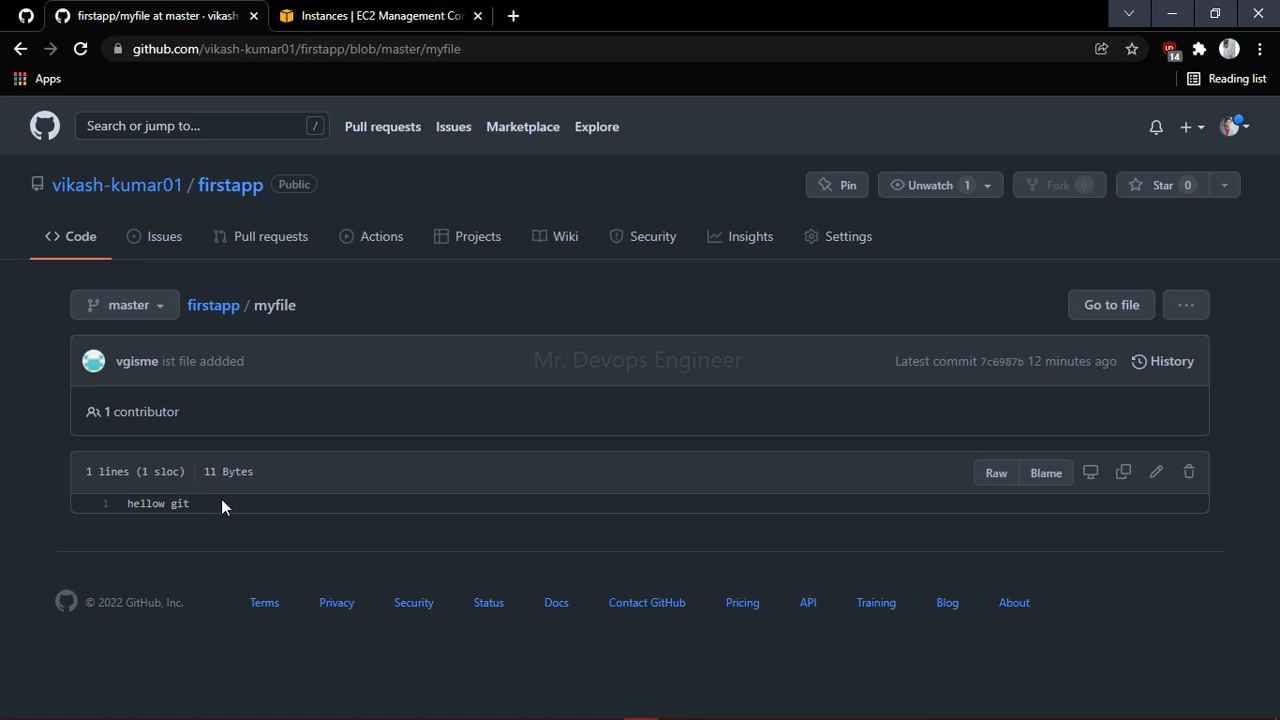 firstapp/myfile at master · vikash-
Instances | EC2 Management Con
github.com/vikash-kumar01/firstapp/blob/master/myfile
14
Apps
Reading list
Search or jump to...
/
Pull requests
Issues
Marketplace
Explore
vikash-kumar01 / firstapp
Public
Pin
Unwatch 1
Fork 0
Star 0
Code
Issues
Pull requests
Actions
Projects
Wiki
Security
Insights
Settings
master
firstapp / myfile
Go to file
...
vgisme ist file addded
Mr. Devops Engineer
Latest commit 7c6987b 12 minutes ago
History
1 contributor
1 lines (1 sloc)
11 Bytes
Raw
Blame
1 hellow git
© 2022 GitHub, Inc.
Terms
Privacy
Security
Status
Docs
Contact GitHub
Pricing
API
Training
Blog
About